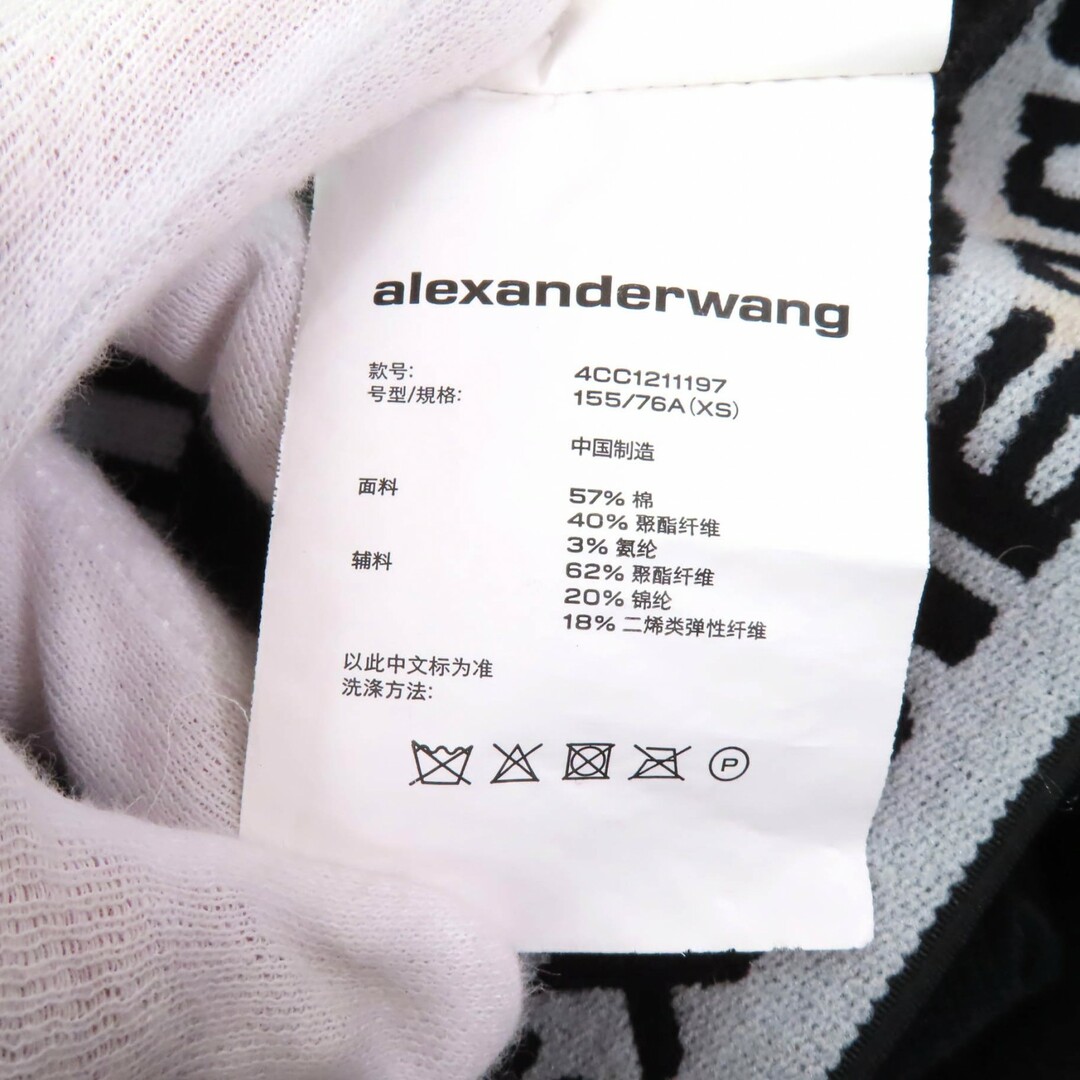 alexanderwang
款号: 4CC1211197
号型/规格: 155/76A(XS)
中国制造
面料 57% 棉
40% 聚酯纤维
3% 氨纶
辅料 62% 聚酯纤维
20% 锦纶
18% 二烯类弹性纤维
以此中文标为准
洗涤方法:
P